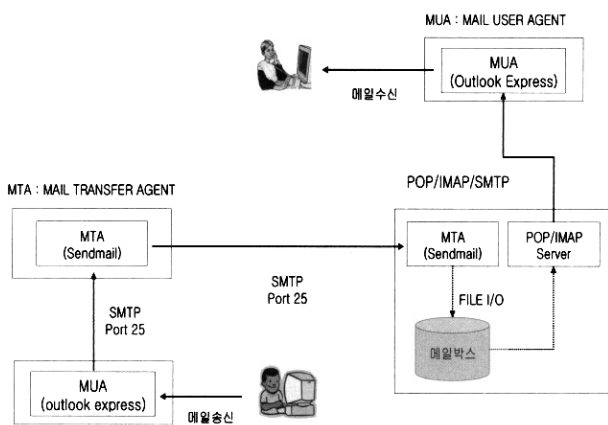 MUA : MAIL USER AGENT
MUA
(Outlook Express)
메일수신
POP/IMAP/SMTP
MTA : MAIL TRANSFER AGENT
MTA
(Sendmail)
MTA
(Sendmail)
POP/IMAP
Server
SMTP
Port 25
FILE I/O
SMTP
Port 25
메일박스
MUA
(outlook express)
메일송신